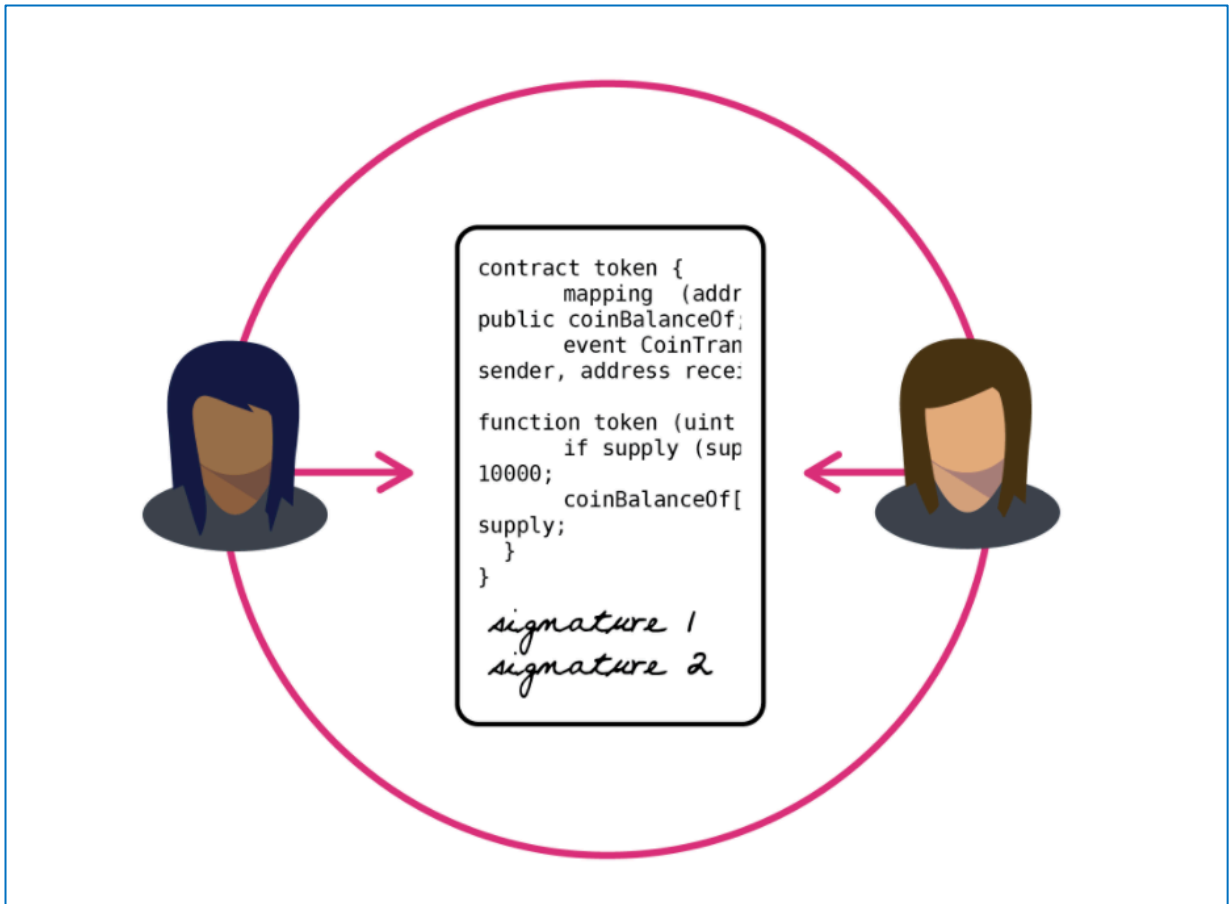 contract token {
mapping (addr
public coinBalanceOf;
event CoinTran
sender, address recei
function token (uint
if supply (sup
10000;
coinBalanceOf[
supply;
}
}
signature 1
signature 2